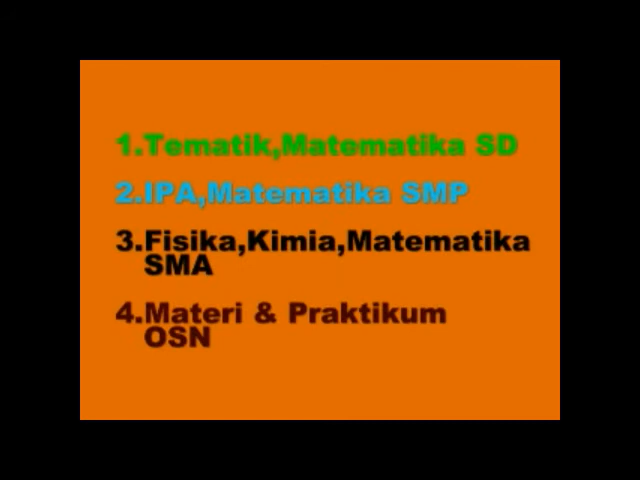 1.Tematik,Matematika SD
2.IPA,Matematika SMP
3.Fisika,Kimia,Matematika
SMA
4.Materi & Praktikum
OSN